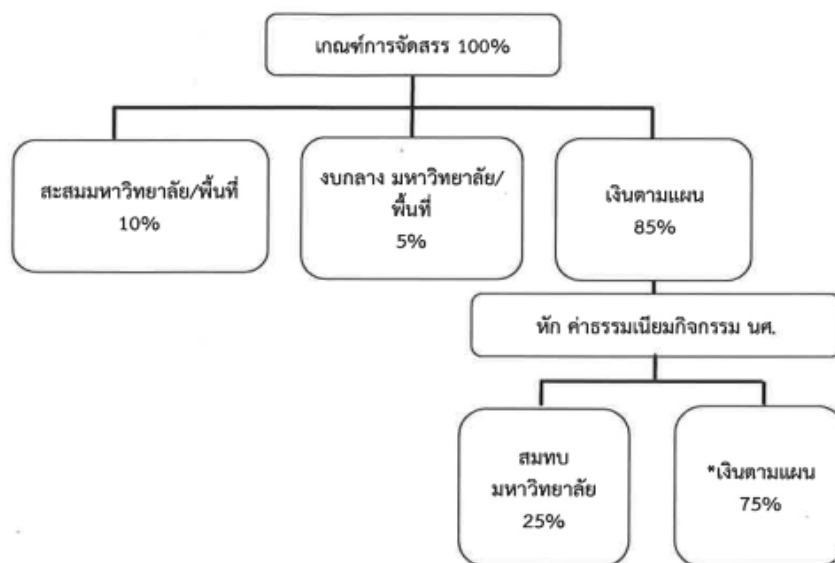 เกณฑ์การจัดสรร 100%
สะสมมหาวิทยาลัย/พื้นที่
10%
งบกลาง มหาวิทยาลัย/
พื้นที่
5%
เงินตามแผน
85%
หัก ค่าธรรมเนียมกิจกรรม นศ.
สมทบ
มหาวิทยาลัย
25%
*เงินตามแผน
75%